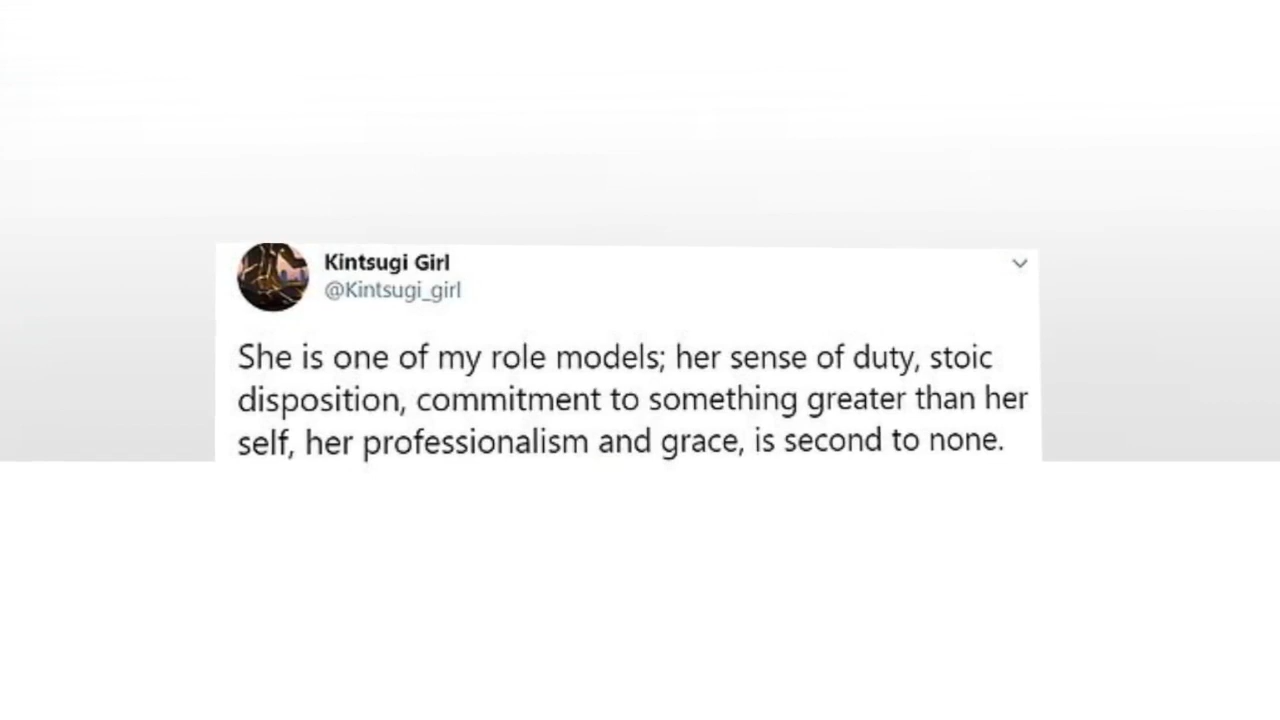 Kintsugi Girl
@Kintsugi_girl
She is one of my role models; her sense of duty, stoic
disposition, commitment to something greater than her
self, her professionalism and grace, is second to none.